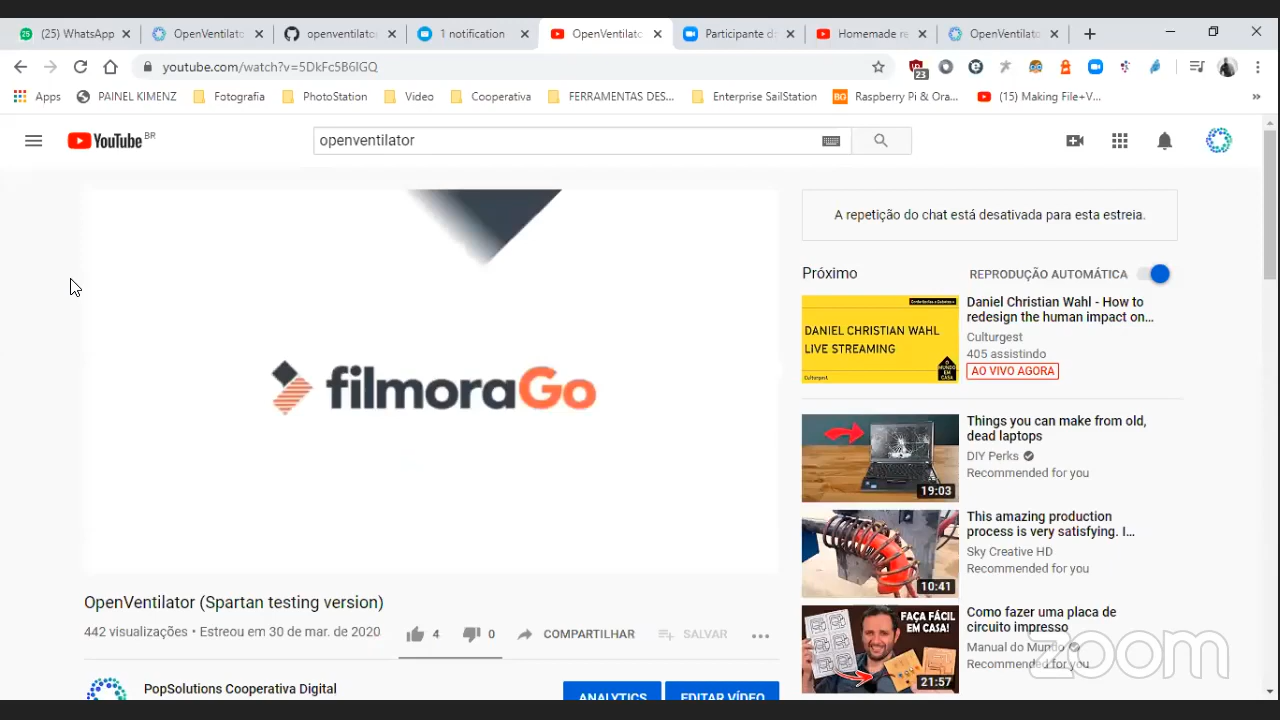 (25) WhatsApp
OpenVentilato
openventilato
1 notification
OpenVentilato
Participante d
Homemade re
OpenVentilato
youtube.com/watch?v=5DkFc5B6lGQ
23
Apps
PAINEL KIMENZ
Fotografia
PhotoStation
Video
Cooperativa
FERRAMENTAS DES...
Enterprise SailStation
BG
Raspberry Pi & Ora...
(15) Making File+V...
»
YouTube BR
openventilator
A repetição do chat está desativada para esta estreia.
filmoraGo
Próximo
REPRODUÇÃO AUTOMÁTICA
DANIEL CHRISTIAN WAHL
LIVE STREAMING
Daniel Christian Wahl - How to
redesign the human impact on...
Culturgest
405 assistindo
AO VIVO AGORA
19:03
Things you can make from old,
dead laptops
DIY Perks
Recommended for you
10:41
This amazing production
process is very satisfying. I...
Sky Creative HD
Recommended for you
FAÇA FÁCIL
EM CASA!
21:57
Como fazer uma placa de
circuito impresso
Manual do Mundo
Recommended for you
OpenVentilator (Spartan testing version)
442 visualizações • Estreou em 30 de mar. de 2020
4
0
COMPARTILHAR
SALVAR
PopSolutions Cooperativa Digital
ANALYTICS
EDITAR VÍDEO
zoom